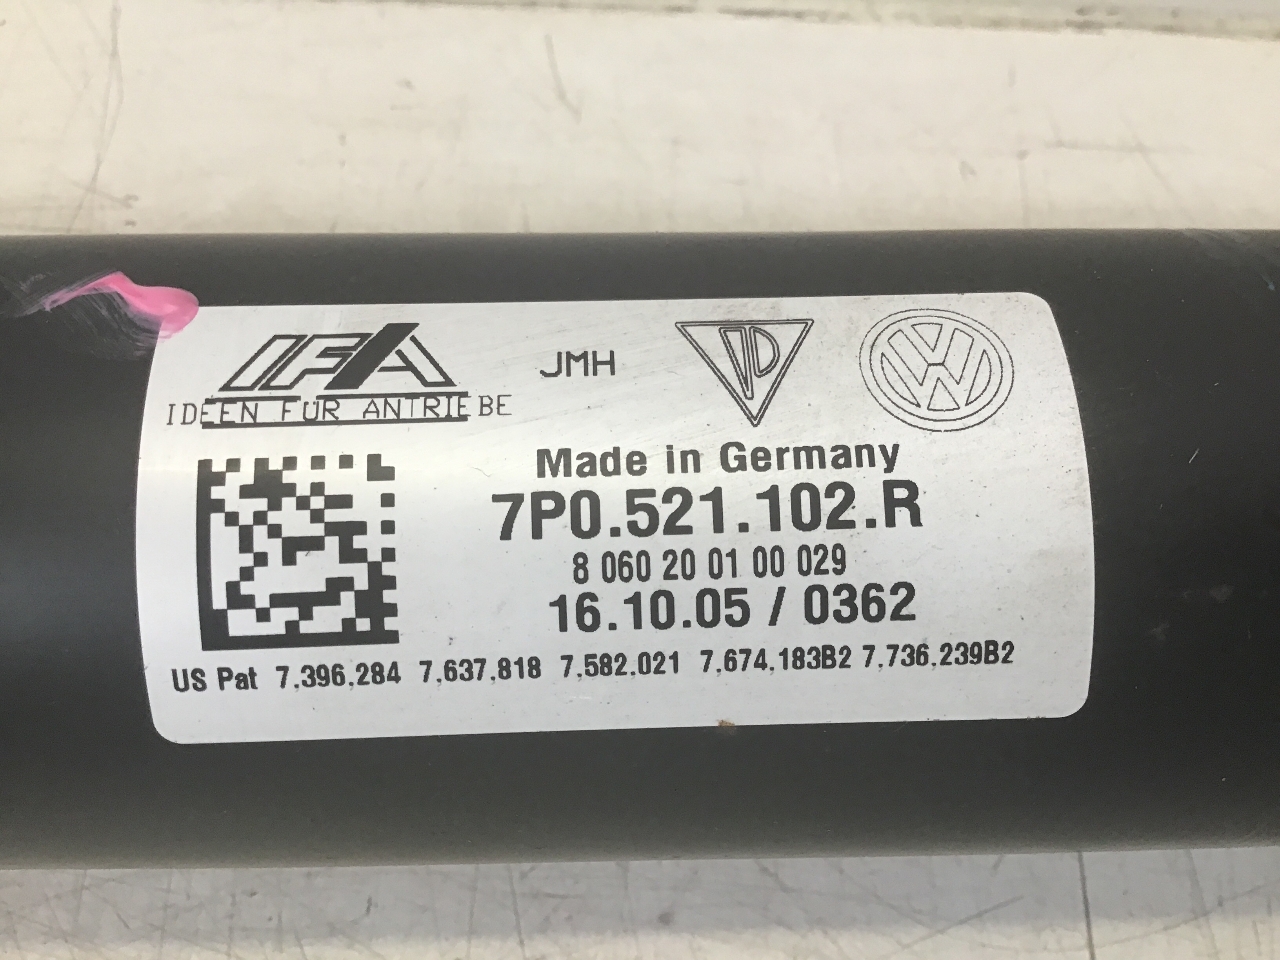 IFA
IDEEN FÜR ANTRIEBE
JMH
VW
Made in Germany
7P0.521.102.R
8 060 20 01 00 029
16.10.05 / 0362
US Pat 7.396.284 7.637.818 7.582.021 7.674.183B2 7.736.239B2